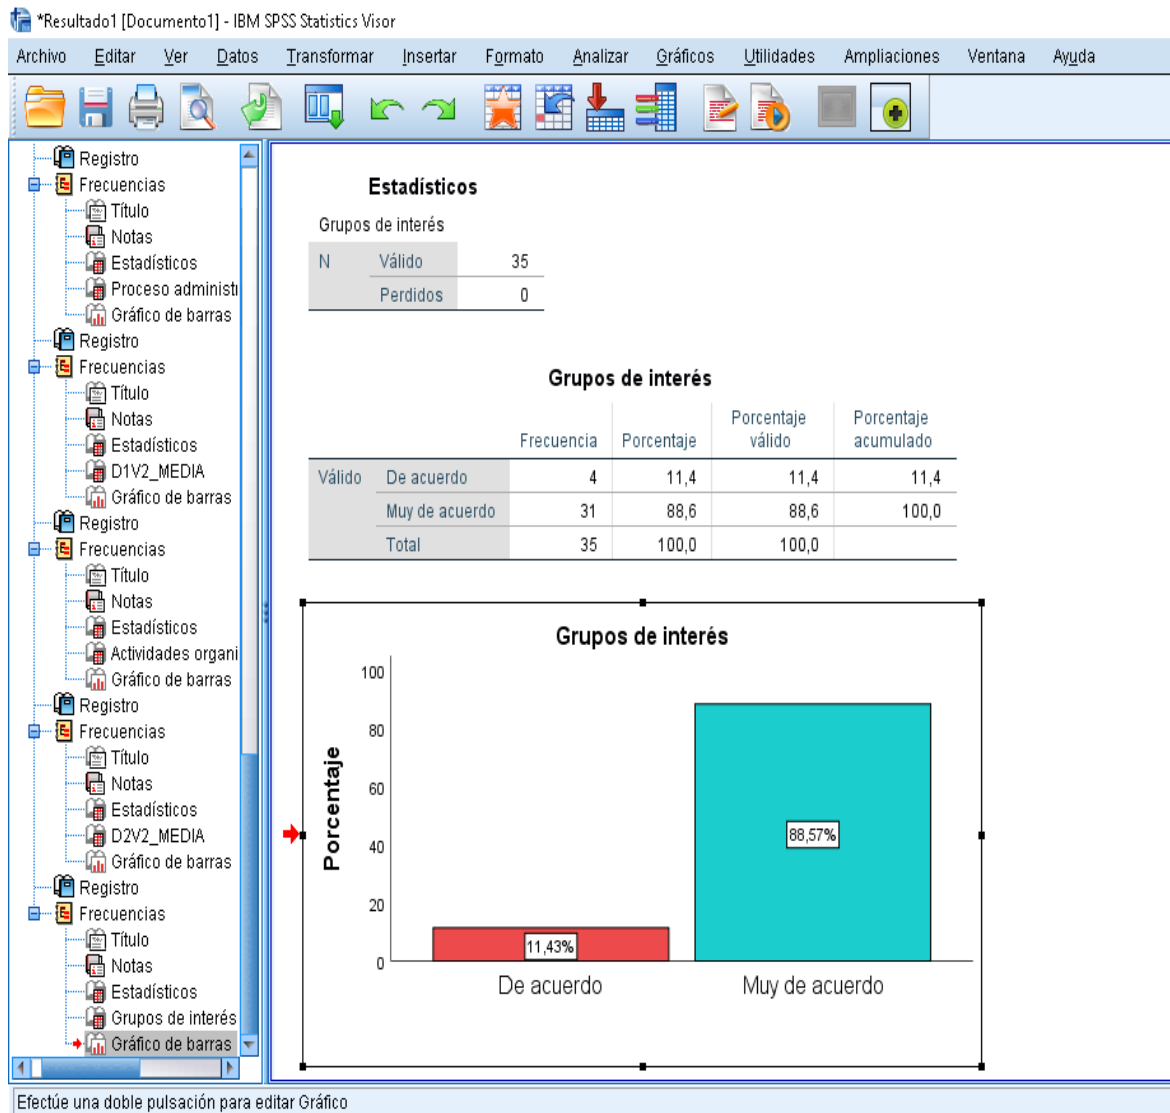 *Resultado1 [Documento1] - IBM SPSS Statistics Visor
Archivo Editar Ver Datos Transformar Insertar Formato Analizar Gráficos Utilidades Ampliaciones Ventana Ayuda
Registro
Frecuencias
Título
Notas
Estadísticos
Proceso administ
Gráfico de barras
Registro
Frecuencias
Título
Notas
Estadísticos
D1V2_MEDIA
Gráfico de barras
Registro
Frecuencias
Título
Notas
Estadísticos
Actividades organi
Gráfico de barras
Registro
Frecuencias
Título
Notas
Estadísticos
D2V2_MEDIA
Gráfico de barras
Registro
Frecuencias
Título
Notas
Estadísticos
Grupos de interés
Gráfico de barras
Estadísticos
Grupos de interés
N Válido 35
Perdidos 0
Grupos de interés
Frecuencia Porcentaje Porcentaje válido Porcentaje acumulado
Válido De acuerdo 4 11,4 11,4 11,4
Muy de acuerdo 31 88,6 88,6 100,0
Total 35 100,0 100,0
Grupos de interés
Porcentaje
100
80
60
40
20
0
11,43%
88,57%
De acuerdo Muy de acuerdo
Efectúe una doble pulsación para editar Gráfico